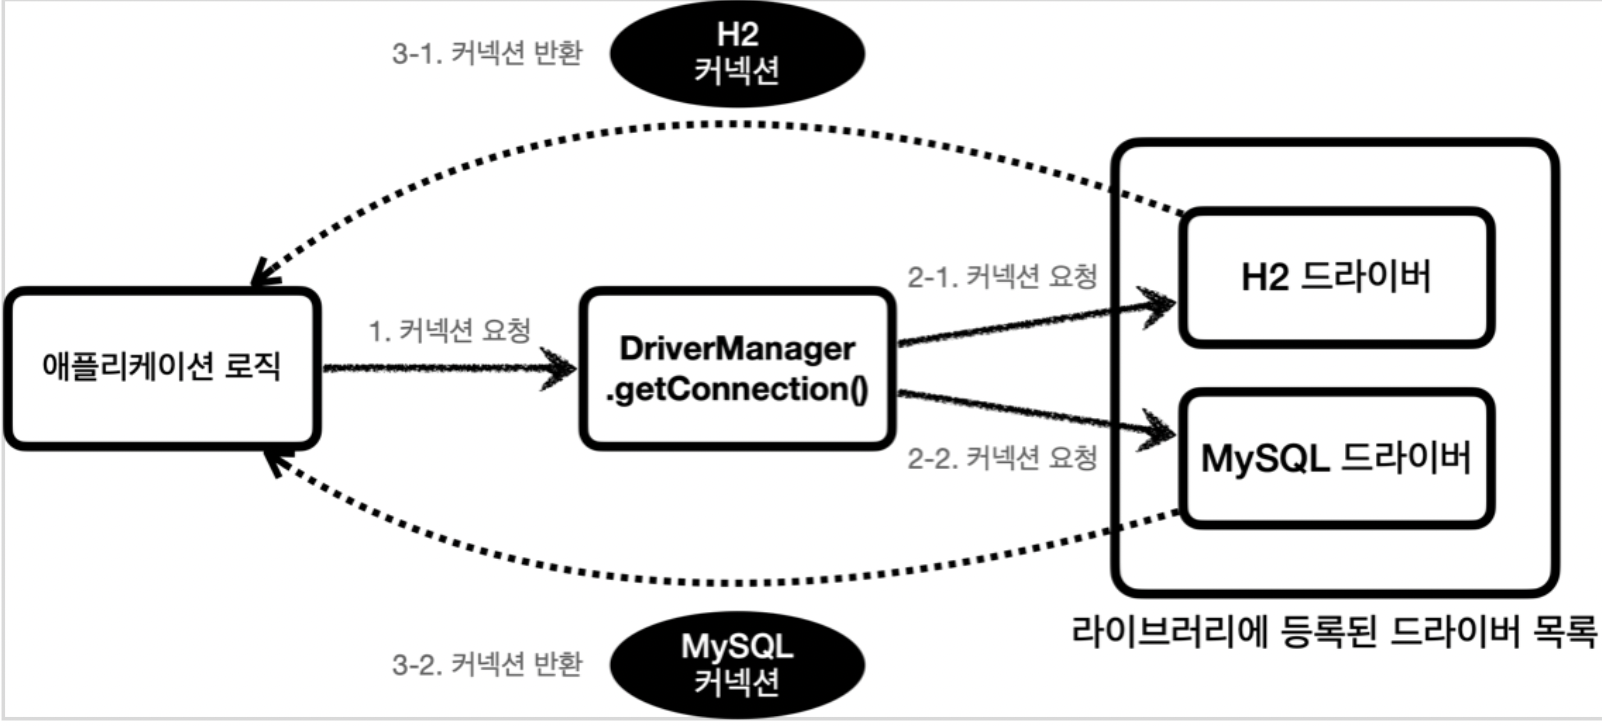 3-1. 커넥션 반환
H2
커넥션
애플리케이션 로직
1. 커넥션 요청
DriverManager
.getConnection()
2-1. 커넥션 요청
2-2. 커넥션 요청
H2 드라이버
MySQL 드라이버
라이브러리에 등록된 드라이버 목록
3-2. 커넥션 반환
MySQL
커넥션